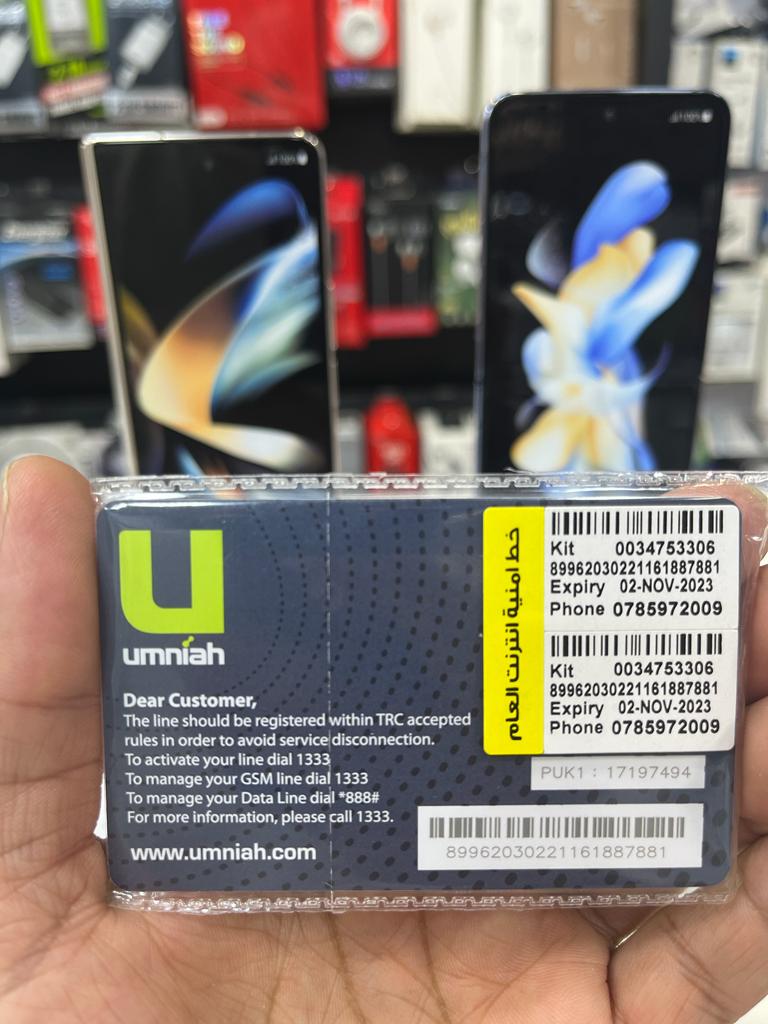 umniah
Dear Customer,
The line should be registered within TRC accepted
rules in order to avoid service disconnection.
To activate your line dial 1333
To manage your GSM line dial 1333
To manage your Data Line dial *888#
For more information, please call 1333.
www.umniah.com
خط امنية انترنت العام
Kit 0034753306
89962030221161887881
Expiry 02-NOV-2023
Phone 0785972009
Kit 0034753306
89962030221161887881
Expiry 02-NOV-2023
Phone 0785972009
PUK1 : 17197494
89962030221161887881